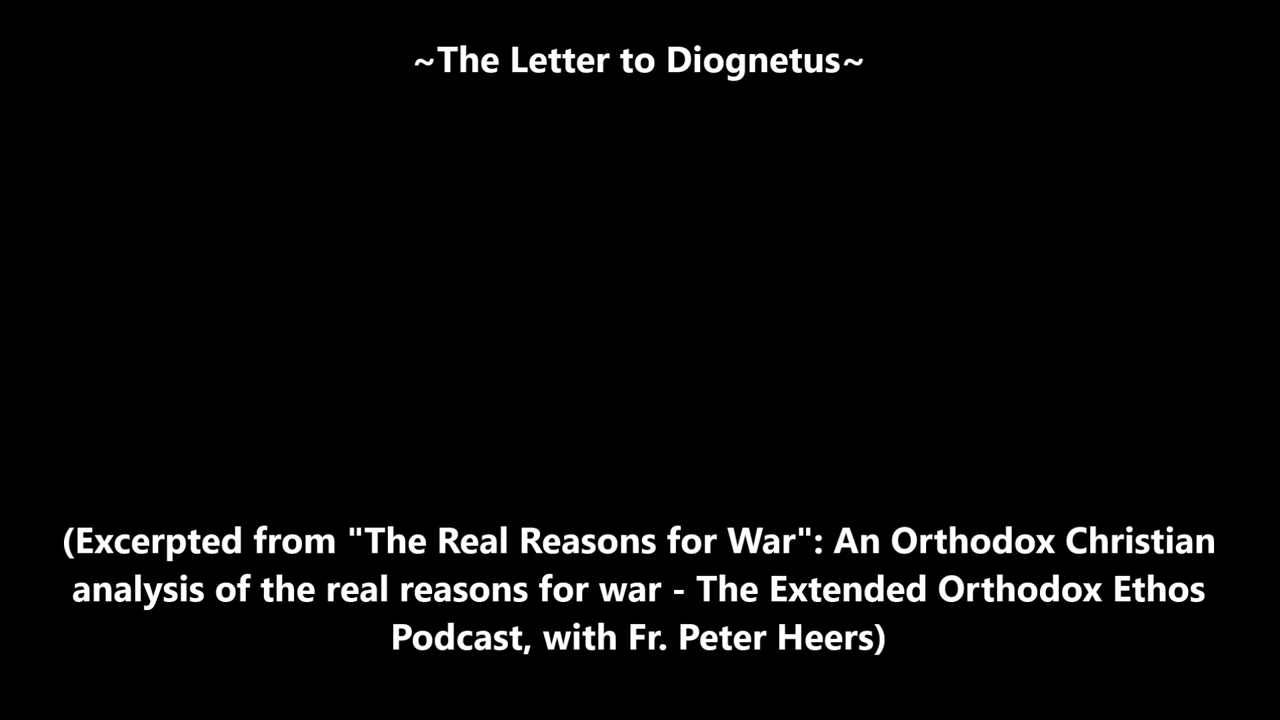 ~The Letter to Diognetus~
(Excerpted from "The Real Reasons for War": An Orthodox Christian
analysis of the real reasons for war - The Extended Orthodox Ethos
Podcast, with Fr. Peter Heers)